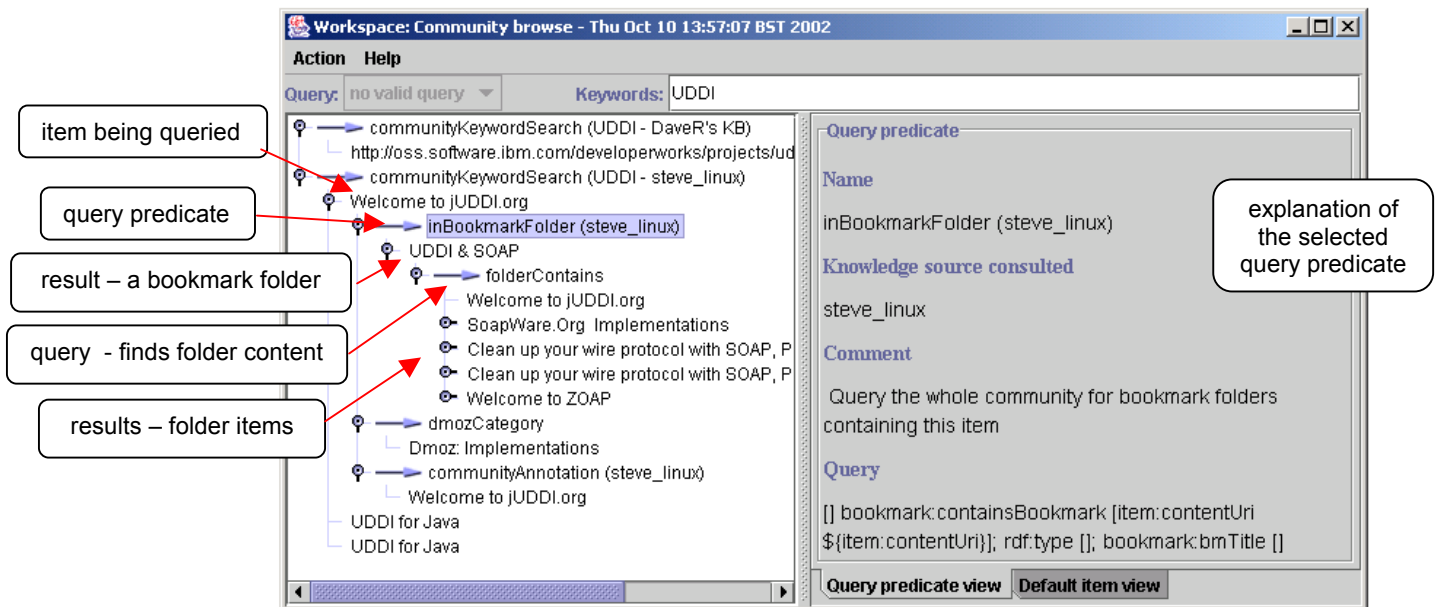 Workspace: Community browse - Thu Oct 10 13:57:07 BST 2002
Action Help
Query: no valid query Keywords: UDDI
item being queried
query predicate
result – a bookmark folder
query - finds folder content
results – folder items
communityKeywordSearch (UDDI - DaveR's KB)
http://oss.software.ibm.com/developerworks/projects/ud
communityKeywordSearch (UDDI - steve_linux)
Welcome to jUDDI.org
inBookmarkFolder (steve_linux)
UDDI & SOAP
folderContains
Welcome to jUDDI.org
SoapWare.Org Implementations
Clean up your wire protocol with SOAP, P
Clean up your wire protocol with SOAP, P
Welcome to ZOAP
dmozCategory
Dmoz: Implementations
communityAnnotation (steve_linux)
Welcome to jUDDI.org
UDDI for Java
UDDI for Java
Query predicate
Name
inBookmarkFolder (steve_linux)
Knowledge source consulted
steve_linux
Comment
Query the whole community for bookmark folders
containing this item
Query
[] bookmark:containsBookmark [item:contentUri
${item:contentUri}]; rdf:type []; bookmark:bmTitle []
Query predicate view Default item view
explanation of
the selected
query predicate